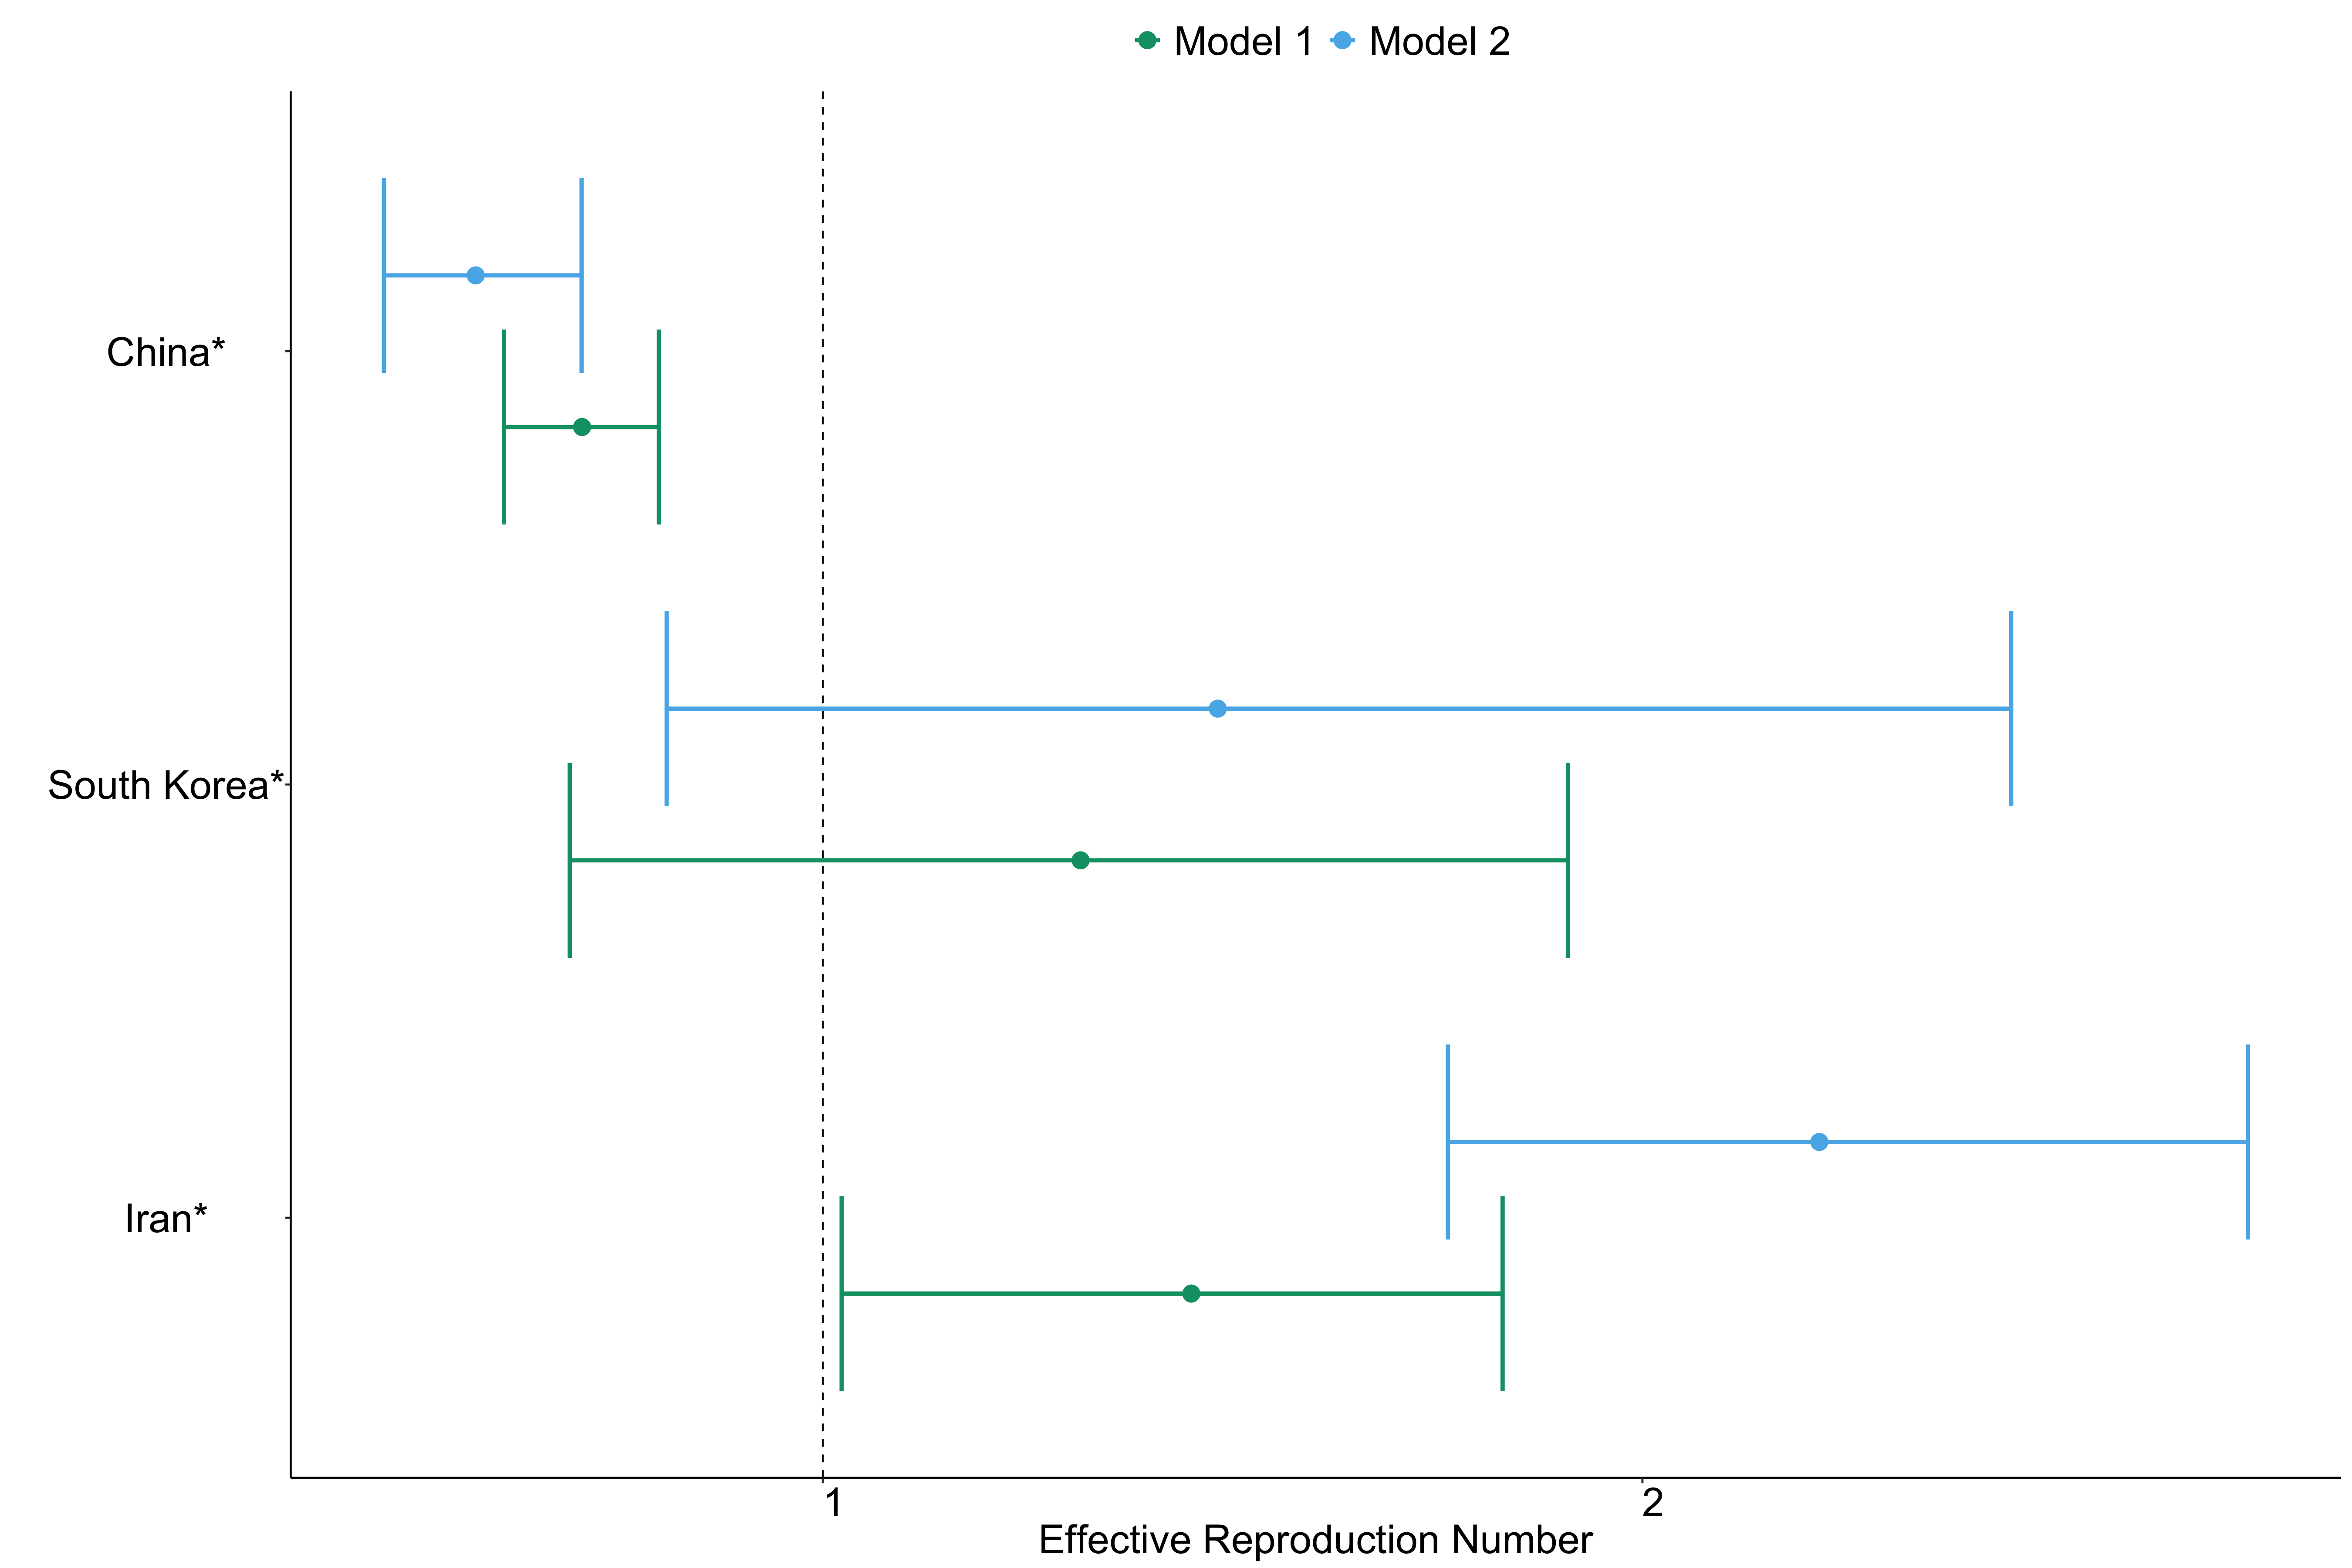 Model 1 Model 2
China*
South Korea*
Iran*
1 2
Effective Reproduction Number